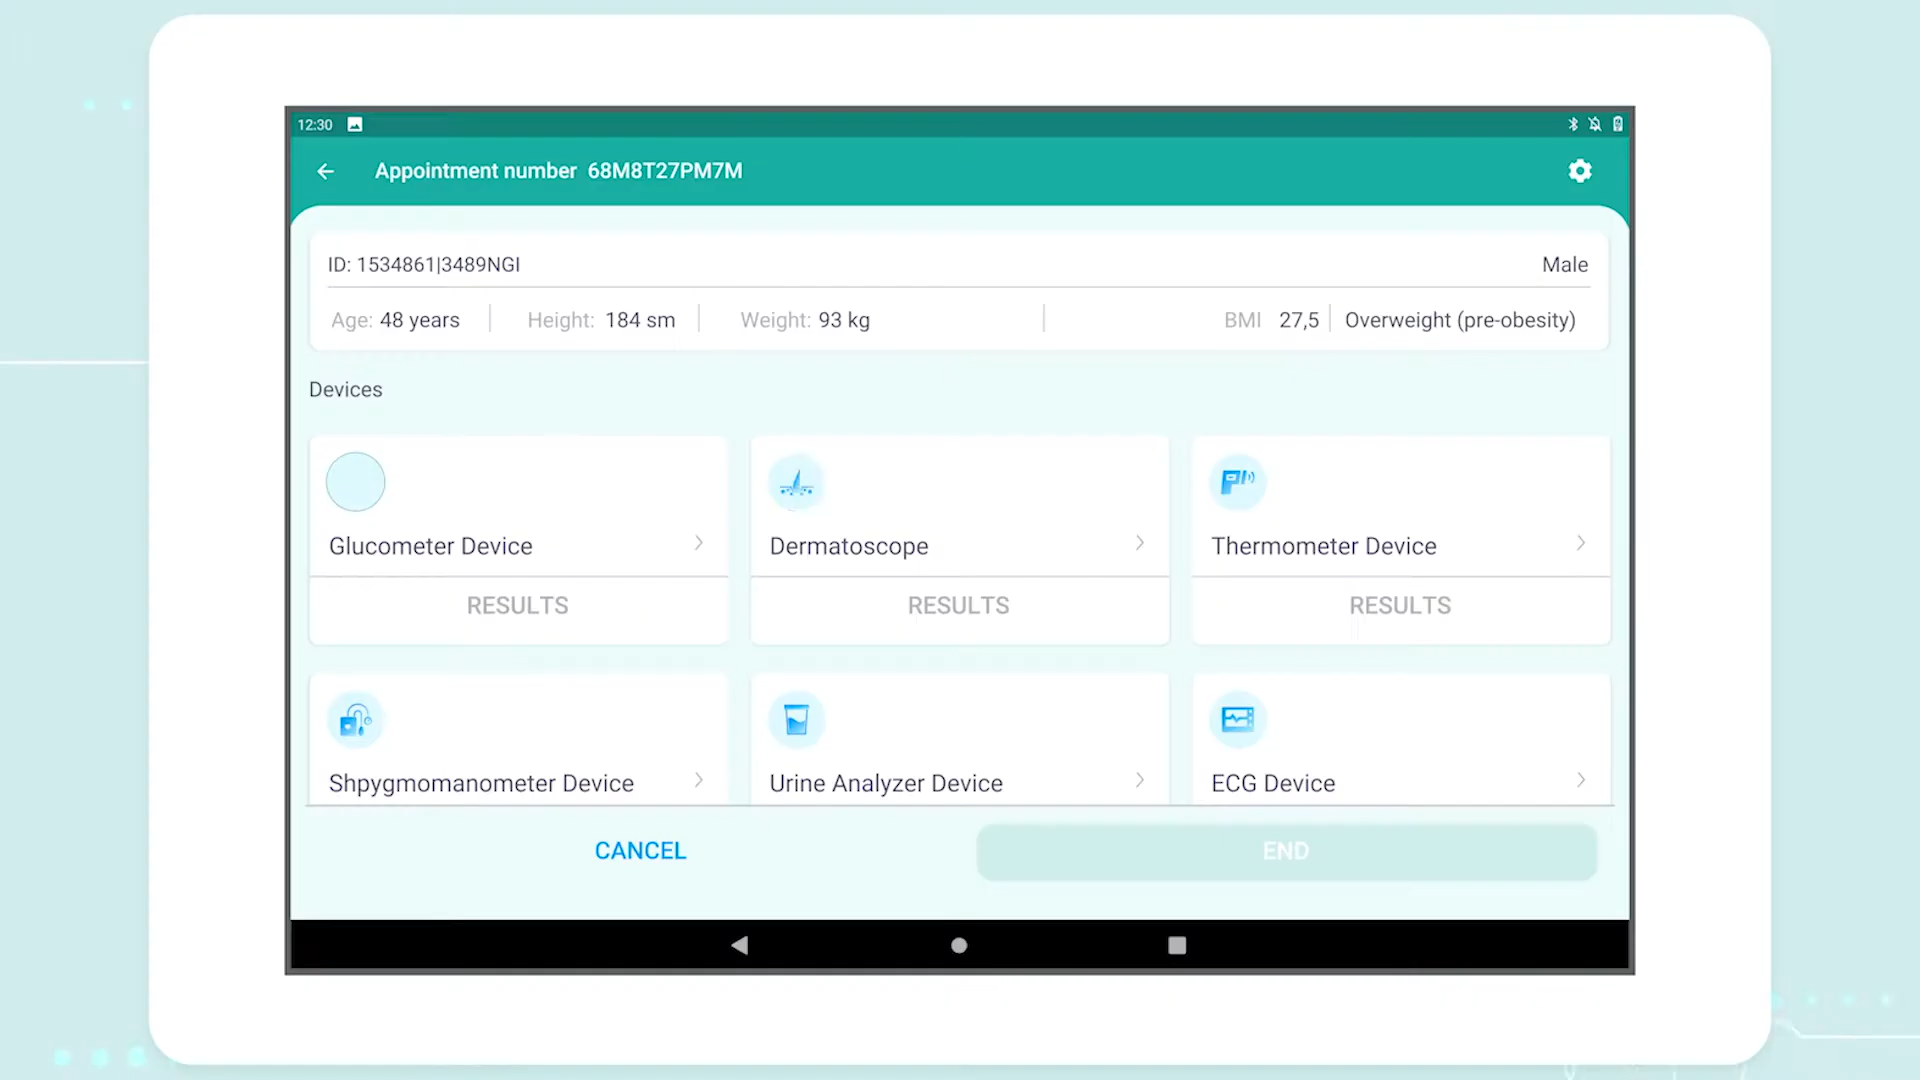 12:30
Appointment number 68M8T27PM7M
ID: 1534861|3489NGI Male
Age: 48 years Height: 184 sm Weight: 93 kg BMI 27,5 Overweight (pre-obesity)
Devices
Glucometer Device Dermatoscope Thermometer Device
RESULTS RESULTS RESULTS
Shpygmomanometer Device Urine Analyzer Device ECG Device
CANCEL END